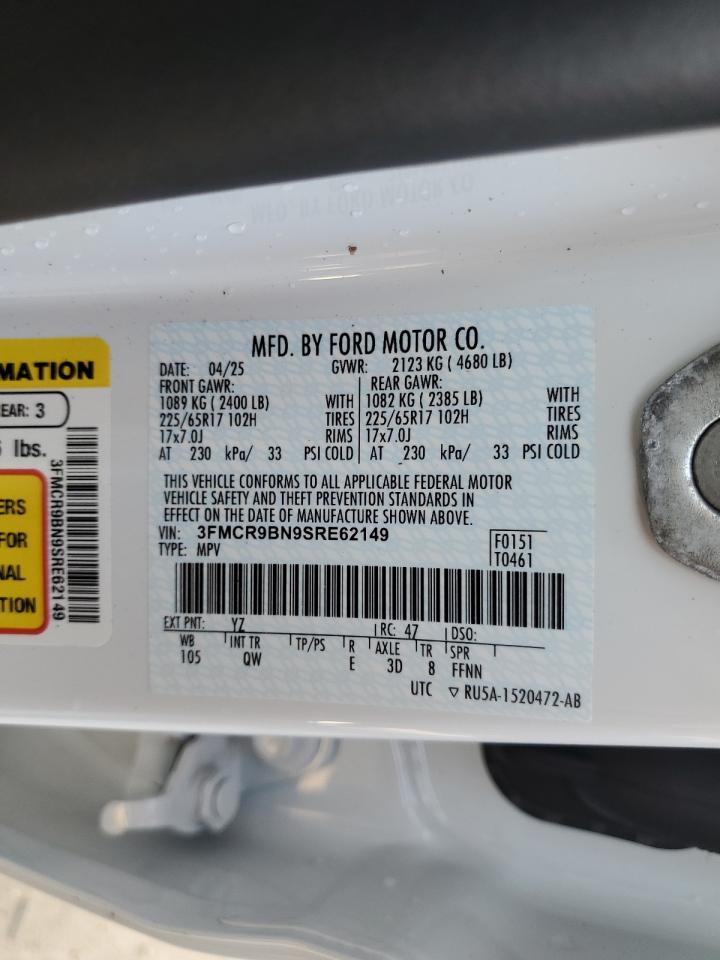 MFD. BY FORD MOTOR CO.
DATE: 04/25 GVWR: 2123 KG ( 4680 LB)
FRONT GAWR: REAR GAWR:
1089 KG ( 2400 LB) WITH 1082 KG ( 2385 LB) WITH
225/65R17 102H TIRES 225/65R17 102H TIRES
17x7.0J RIMS 17x7.0J RIMS
AT 230 kPa/ 33 PSI COLD AT 230 kPa/ 33 PSI COLD
THIS VEHICLE CONFORMS TO ALL APPLICABLE FEDERAL MOTOR
VEHICLE SAFETY AND THEFT PREVENTION STANDARDS IN
EFFECT ON THE DATE OF MANUFACTURE SHOWN ABOVE.
VIN: 3FMCR9BN9SRE62149 F0151
TYPE: MPV T0461
EXT PNT: YZ RC: 47 DSO:
WB INT TR TP/PS R AXLE TR SPR
105 QW E 3D 8 FFNN
UTC ▽ RU5A-1520472-AB
MATION
EAR: 3
lbs.
3FMCR9BN9SRE62149
ERS
FOR
NAL
TION